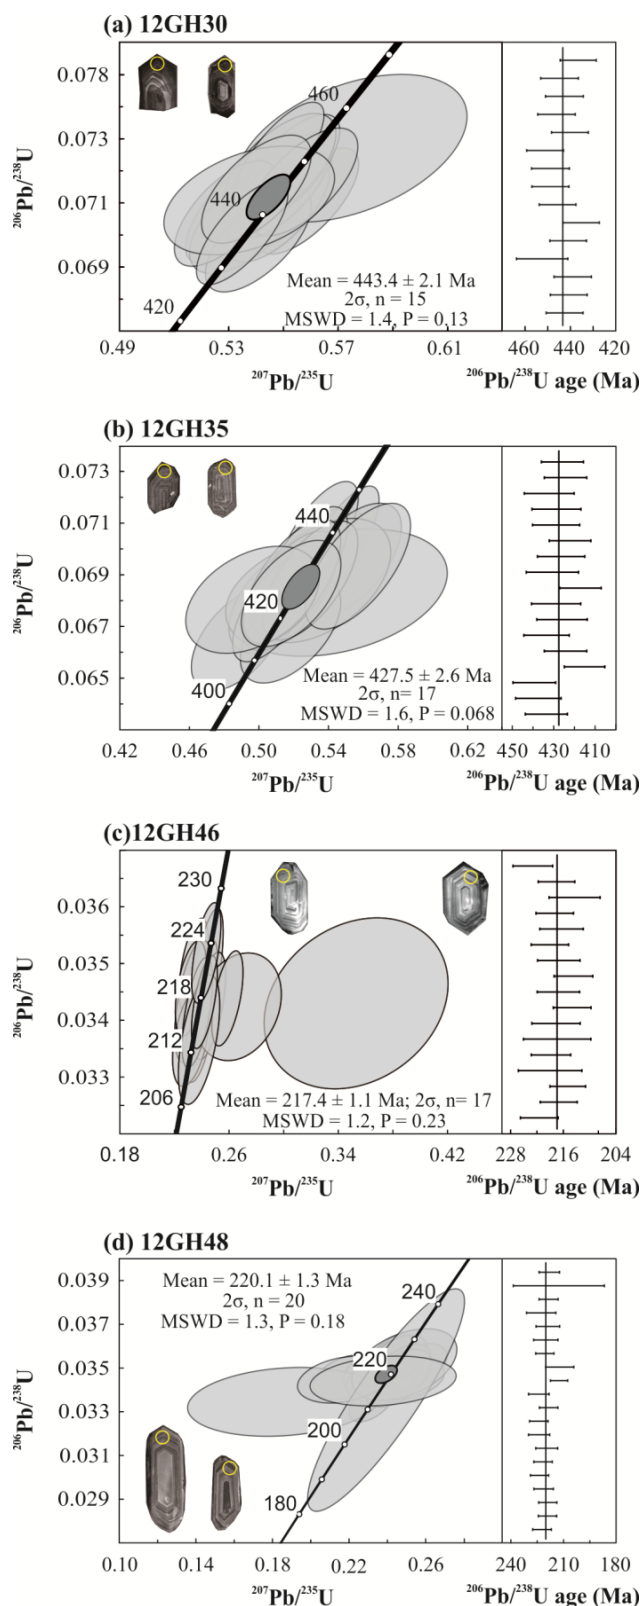 (a) 12GH30
0.078
0.073
0.071
0.069
²⁰⁶Pb/²³⁸U
460
440
420
Mean = 443.4 ± 2.1 Ma
2σ, n = 15
MSWD = 1.4, P = 0.13
0.49 0.53 0.57 0.61
460 440 420
²⁰⁷Pb/²³⁵U
²⁰⁶Pb/²³⁸U age (Ma)
(b) 12GH35
0.073
0.071
0.069
0.067
0.065
²⁰⁶Pb/²³⁸U
440
420
400
Mean = 427.5 ± 2.6 Ma
2σ, n= 17
MSWD = 1.6, P = 0.068
0.42 0.46 0.50 0.54 0.58 0.62
450 430 410
²⁰⁷Pb/²³⁵U
²⁰⁶Pb/²³⁸U age (Ma)
(c)12GH46
0.036
0.035
0.034
0.033
²⁰⁶Pb/²³⁸U
230
224
218
212
206
Mean = 217.4 ± 1.1 Ma; 2σ, n= 17
MSWD = 1.2, P = 0.23
0.18 0.26 0.34 0.42
228 216 204
²⁰⁷Pb/²³⁵U
²⁰⁶Pb/²³⁸U age (Ma)
(d) 12GH48
Mean = 220.1 ± 1.3 Ma
2σ, n = 20
MSWD = 1.3, P = 0.18
0.039
0.037
0.035
0.033
0.031
0.029
²⁰⁶Pb/²³⁸U
240
220
200
180
0.10 0.14 0.18 0.22 0.26
240 210 180
²⁰⁷Pb/²³⁵U
²⁰⁶Pb/²³⁸U age (Ma)